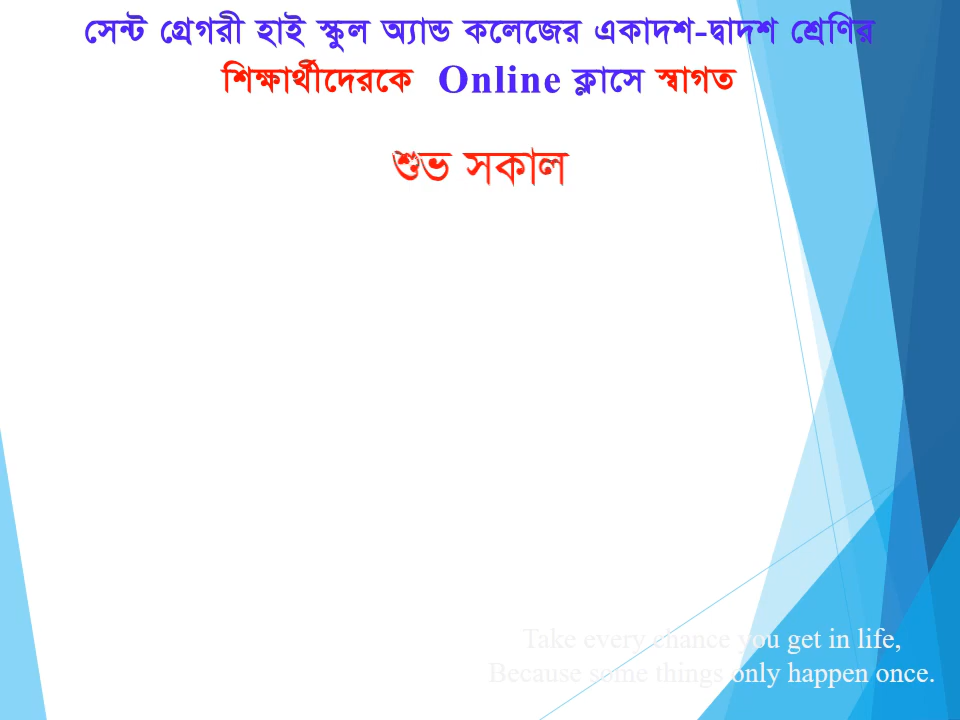 সেন্ট গ্রেগরী হাই স্কুল অ্যান্ড কলেজের একাদশ-দ্বাদশ শ্রেণির
শিক্ষার্থীদেরকে Online ক্লাসে স্বাগত
শুভ সকাল
Take every chance you get in life,
Because some things only happen once.